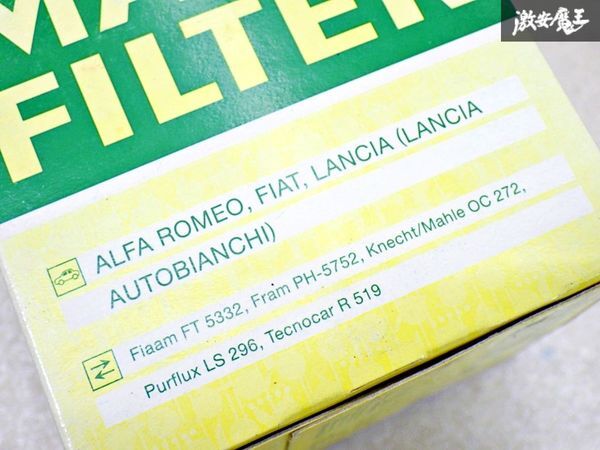 激安魔王
MA
FILTER
ALFA ROMEO, FIAT, LANCIA (LANCIA
AUTOBIANCHI)
Fiaam FT 5332, Fram PH-5752, Knecht/Mahle OC 272,
Purflux LS 296, Tecnocar R 519